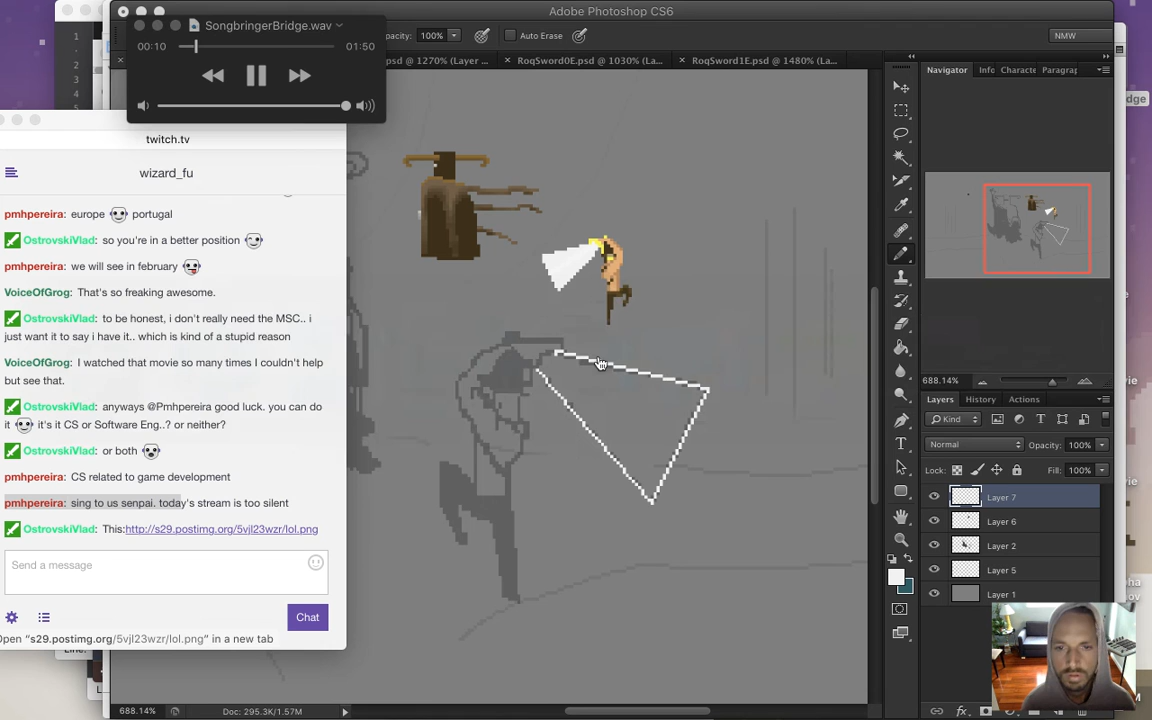 Adobe Photoshop CS6
SongbringerBridge.wav
00:10
01:50
pacity: 100%
Auto Erase
NMW
psd @ 1270% (Layer ...
RoqSword0E.psd @ 1030% (La...
RoqSword1E.psd @ 1480% (La...
1
2
3
4
5
twitch.tv
wizard_fu
pmhpereira: europe portugal
OstrovskiVlad: so you're in a better position
pmhpereira: we will see in february
VoiceOfGrog: That's so freaking awesome.
OstrovskiVlad: to be honest, i don't really need the MSC.. i
just want it to say i have it.. which is kind of a stupid reason
VoiceOfGrog: I watched that movie so many times I couldn't help
but see that.
OstrovskiVlad: anyways @Pmhpereira good luck. you can do
it it's it CS or Software Eng..? or neither?
OstrovskiVlad: or both
pmhpereira: CS related to game development
pmhpereira: sing to us senpai. today's stream is too silent
OstrovskiVlad: This:http://s29.postimg.org/5vjl23wzr/lol.png
Send a message
Chat
Open "s29.postimg.org/5vjl23wzr/lol.png" in a new tab
Line:
688.14%
Doc: 295.3K/1.57M
Navigator
Info
Characte
Paragrap
688.14%
Layers
History
Actions
Kind
Normal
Opacity: 100%
Lock:
Fill: 100%
Layer 7
Layer 6
Layer 2
Layer 5
Layer 1
dge